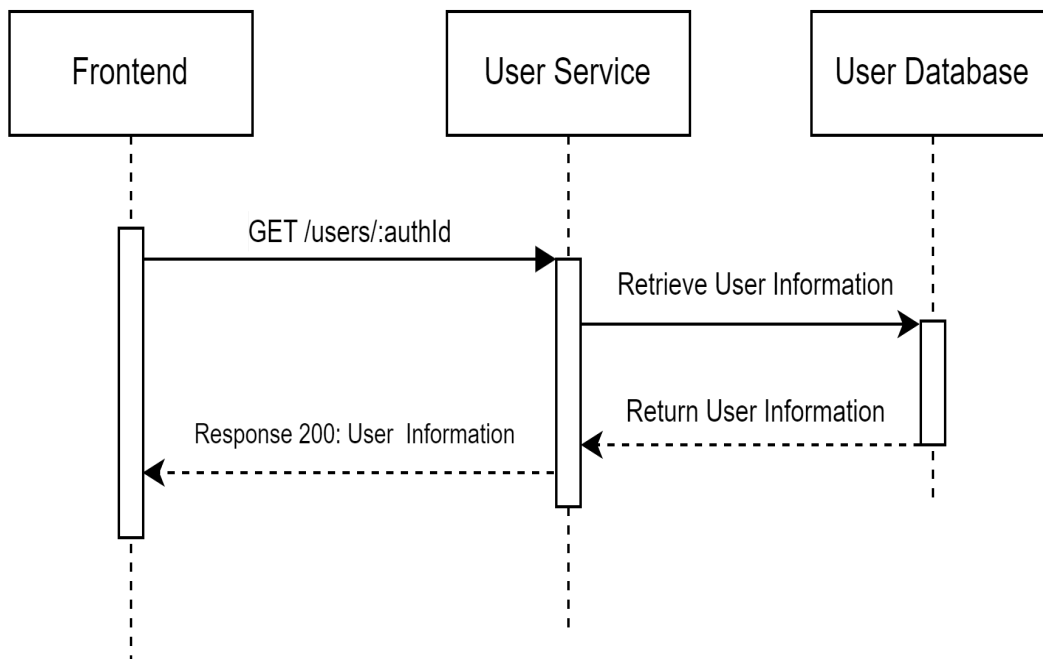 Frontend
User Service
User Database
GET /users/:authId
Retrieve User Information
Return User Information
Response 200: User Information